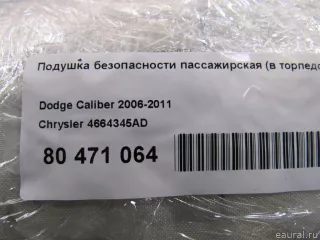 Подушка безопасности пассажирская (в торпедо
Dodge Caliber 2006-2011
Chrysler 4664345AD
80 471 064
eaural.ru